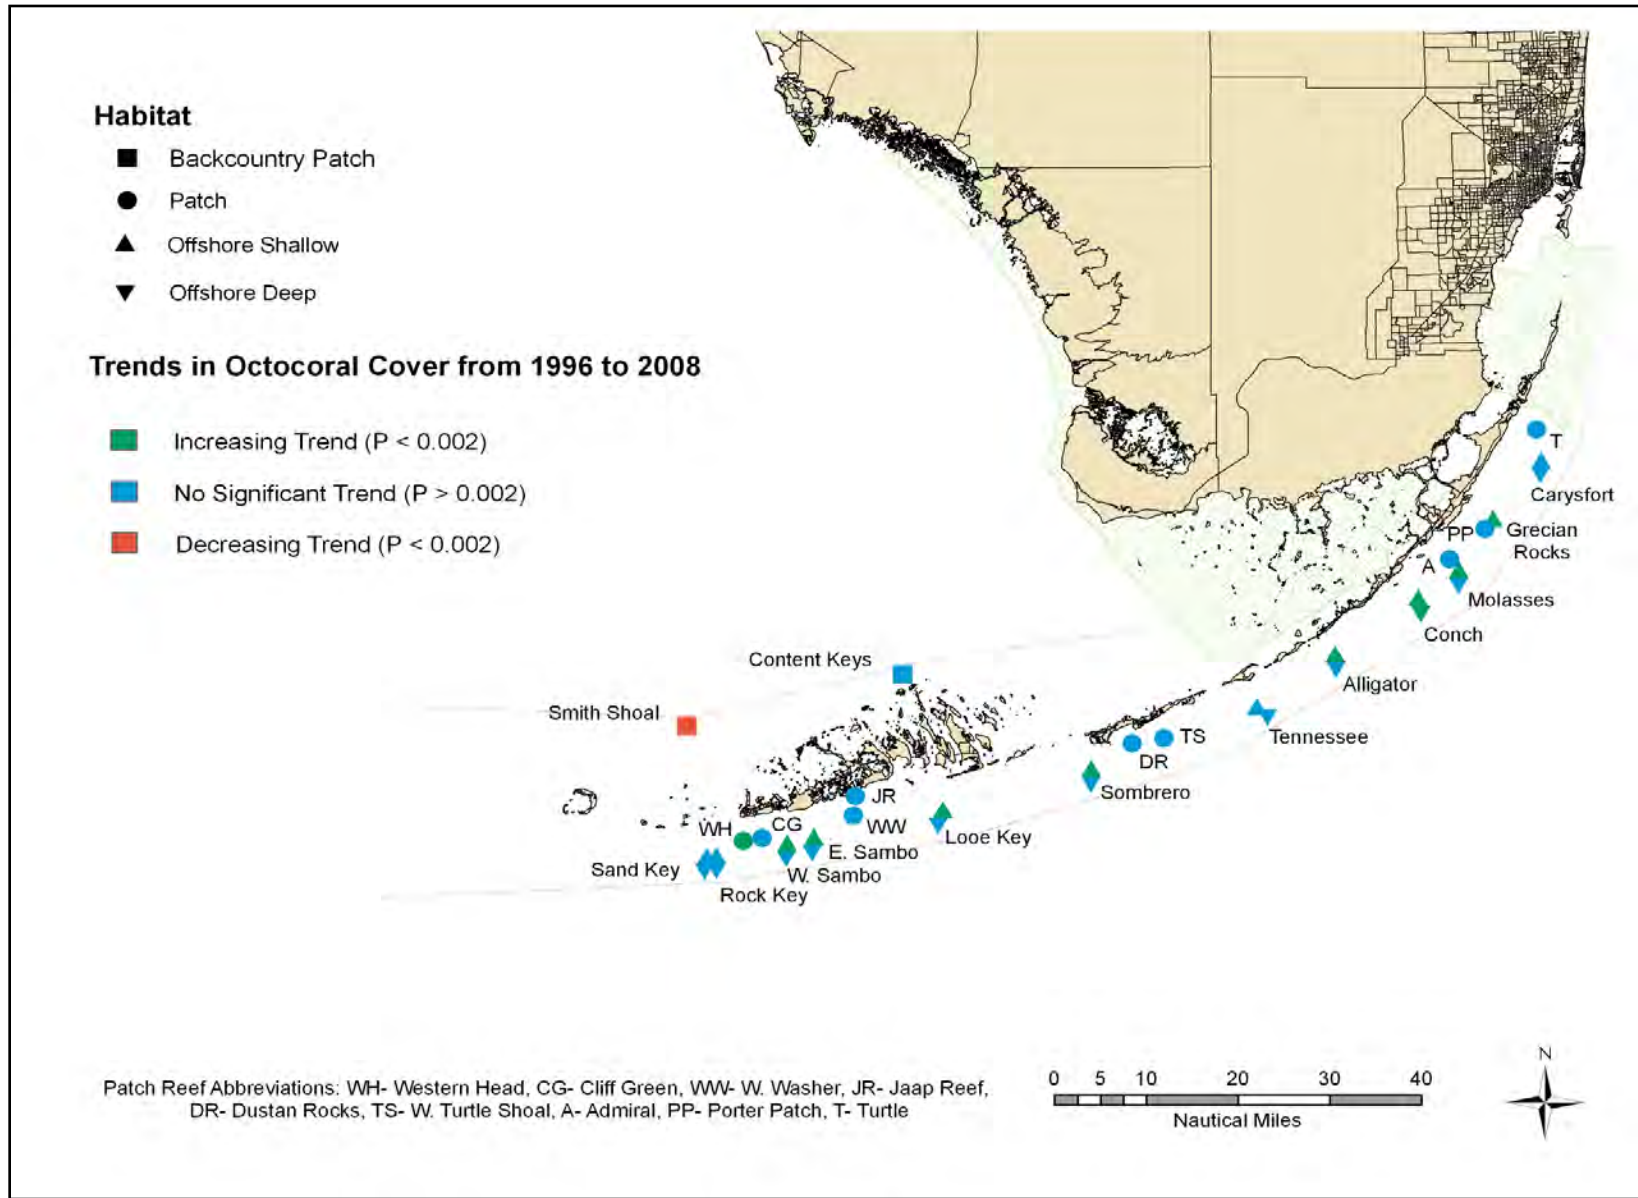 Habitat
Backcountry Patch
Patch
Offshore Shallow
Offshore Deep
Trends in Octocoral Cover from 1996 to 2008
Increasing Trend (P < 0.002)
No Significant Trend (P > 0.002)
Decreasing Trend (P < 0.002)
T
Carysfort
PP
Grecian
Rocks
A
Molasses
Conch
Content Keys
Alligator
Smith Shoal
TS
Tennessee
DR
Sombrero
JR
WH
CG
WW
Looe Key
E. Sambo
Sand Key
W. Sambo
Rock Key
Patch Reef Abbreviations: WH- Western Head, CG- Cliff Green, WW- W. Washer, JR- Jaap Reef,
DR- Dustan Rocks, TS- W. Turtle Shoal, A- Admiral, PP- Porter Patch, T- Turtle
0 5 10 20 30 40
Nautical Miles
N